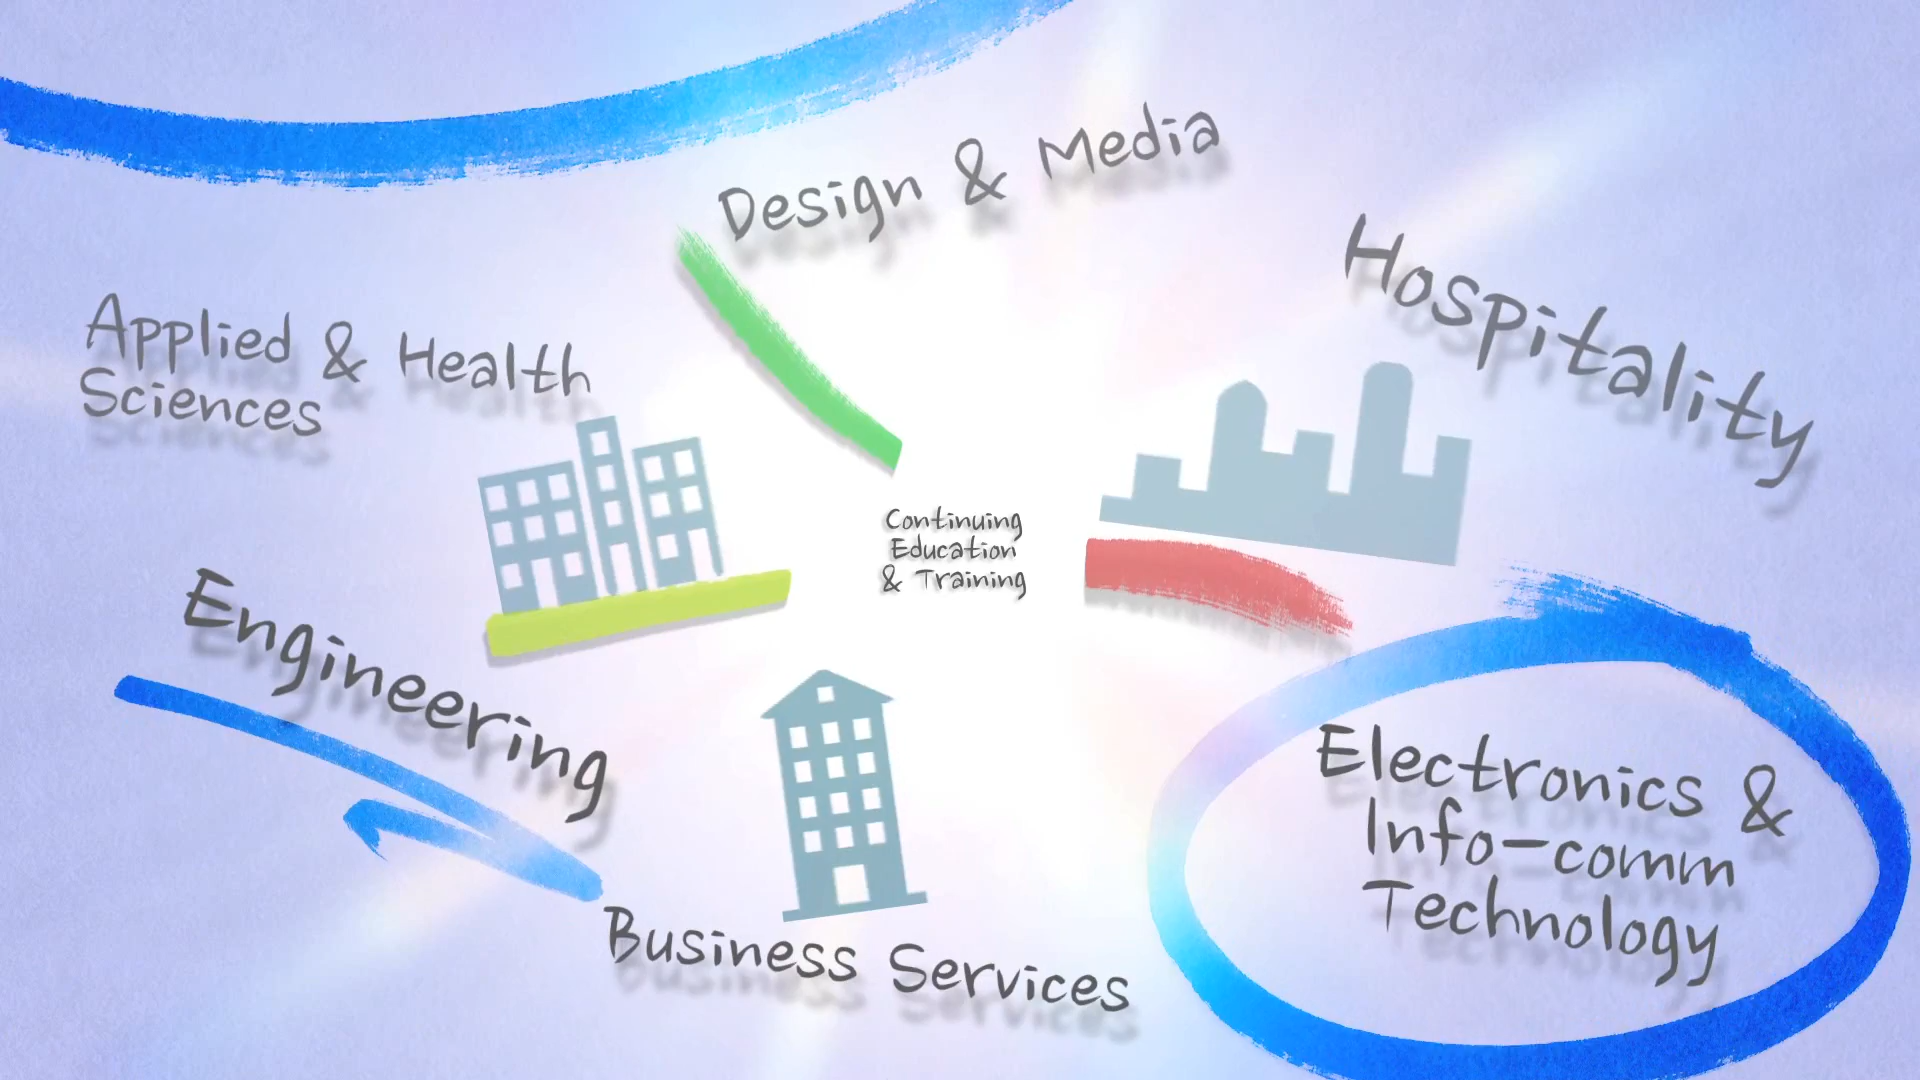 Design & Media
Hospitality
Applied & Health
Sciences
Continuing
Education
& Training
Engineering
Electronics &
Info-comm
Technology
Business Services